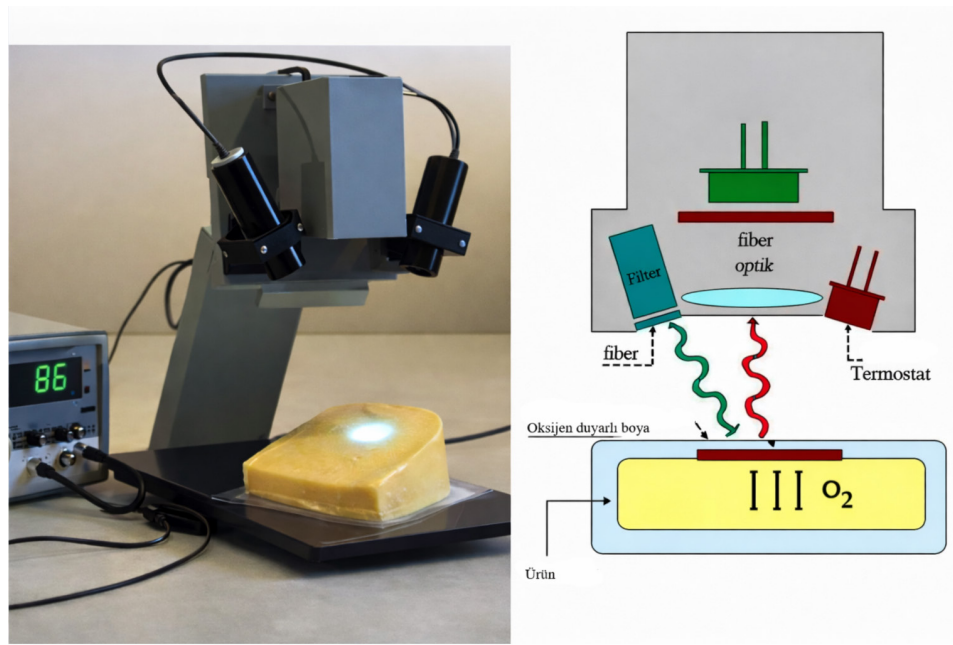 86
fiber
optik
Filter
fiber
Termostat
Oksijen duyarlı boya
O₂
Ürün